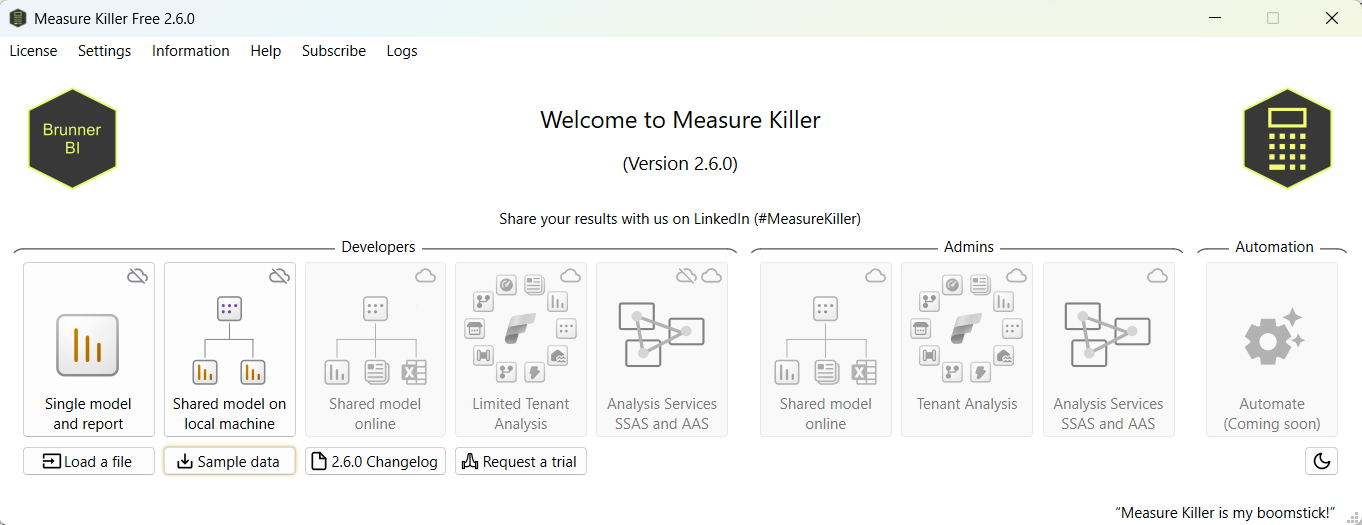 Measure Killer Free 2.6.0
License Settings Information Help Subscribe Logs
Brunner
BI
Welcome to Measure Killer
(Version 2.6.0)
Share your results with us on LinkedIn (#MeasureKiller)
Developers
Admins
Automation
Single model
and report
Shared model on
local machine
Shared model
online
Limited Tenant
Analysis
Analysis Services
SSAS and AAS
Shared model
online
Tenant Analysis
Analysis Services
SSAS and AAS
Automate
(Coming soon)
Load a file
Sample data
2.6.0 Changelog
Request a trial
“Measure Killer is my boomstick!”